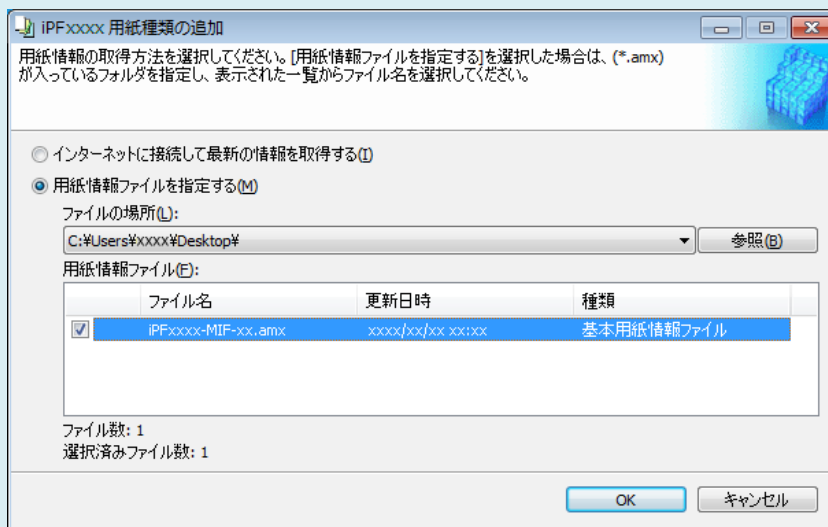 iPFxxxx 用紙種類の追加
用紙情報の取得方法を選択してください。[用紙情報ファイルを指定する]を選択した場合は、(*.amx)
が入っているフォルダを指定し、表示された一覧からファイル名を選択してください。
インターネットに接続して最新の情報を取得する(I)
用紙情報ファイルを指定する(M)
ファイルの場所(L):
C:¥Users¥xxxx¥Desktop¥
参照(B)
用紙情報ファイル(F):
ファイル名 更新日時 種類
iPFxxxx-MIF-xx.amx xxxx/xx/xx xx:xx 基本用紙情報ファイル
ファイル数: 1
選択済みファイル数: 1
OK キャンセル